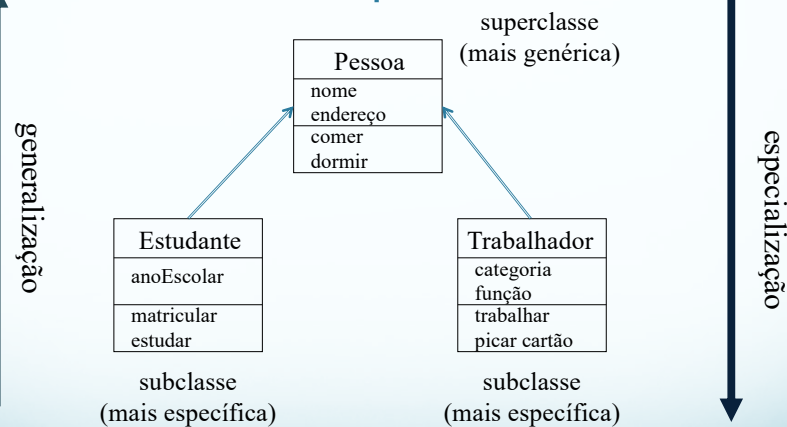 superclasse
(mais genérica)
Pessoa
nome
endereço
comer
dormir
generalização
especialização
Estudante
anoEscolar
matricular
estudar
Trabalhador
categoria
função
trabalhar
picar cartão
subclasse
(mais específica)
subclasse
(mais específica)